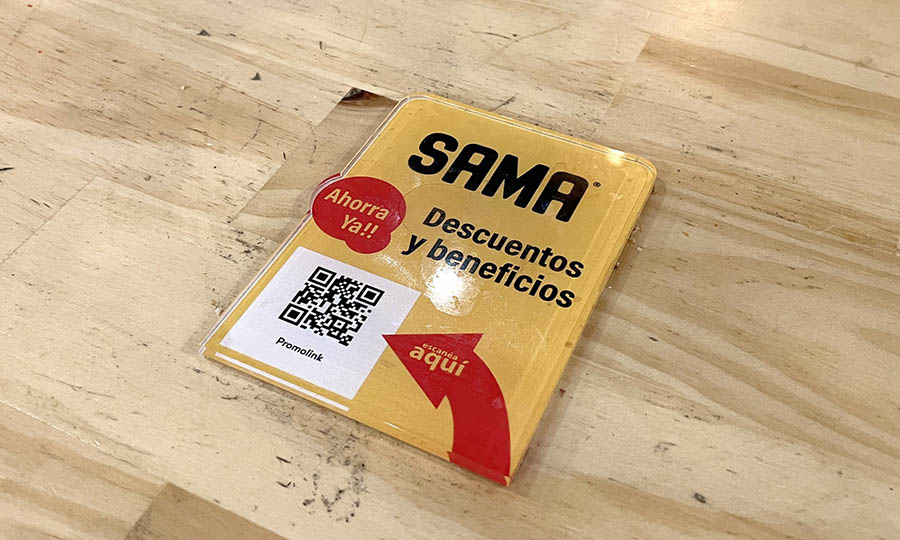 SAMA®
Ahorra
Ya!!
Descuentos
y beneficios
Promolink
escanéa
aquí